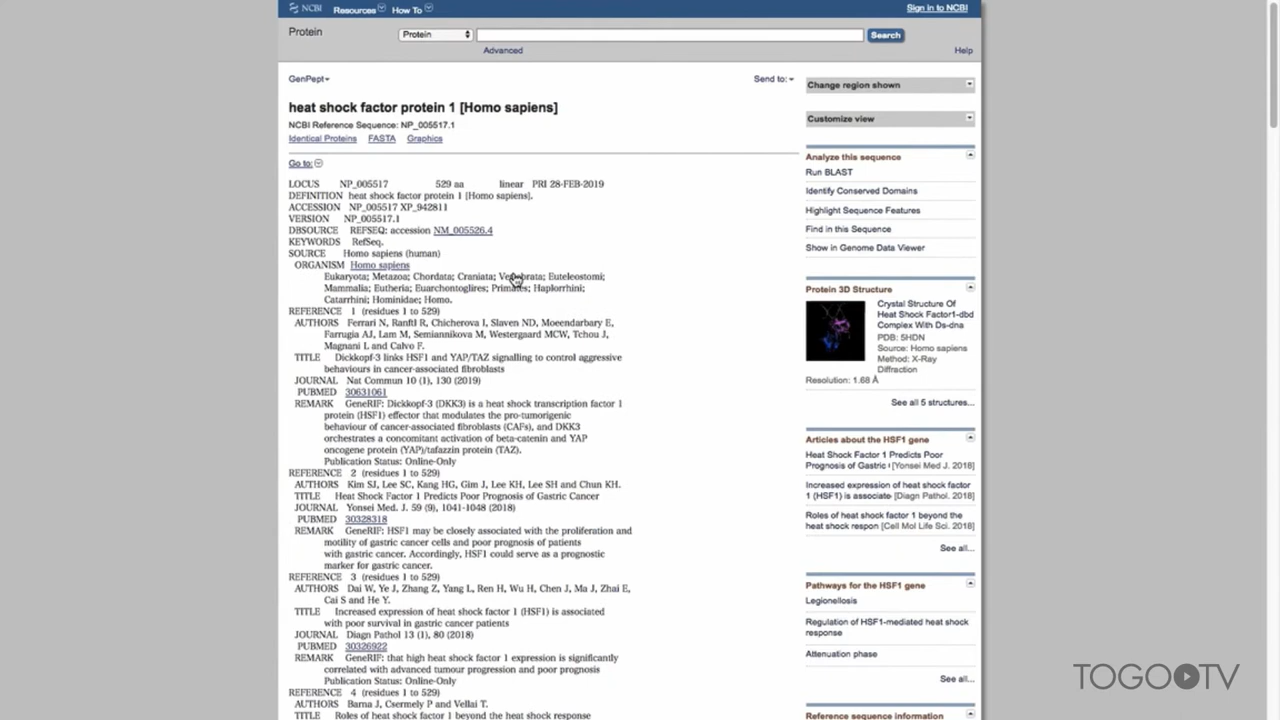 NCBI Resources How To Sign in to NCBI
Protein Protein Search
Advanced Help
GenPept Send to:
heat shock factor protein 1 [Homo sapiens]
NCBI Reference Sequence: NP_005517.1
Identical Proteins FASTA Graphics
Go to:
LOCUS NP_005517 529 aa linear PRI 28-FEB-2019
DEFINITION heat shock factor protein 1 [Homo sapiens].
ACCESSION NP_005517 XP_942811
VERSION NP_005517.1
DBSOURCE REFSEQ: accession NM_005526.4
KEYWORDS RefSeq.
SOURCE Homo sapiens (human)
ORGANISM Homo sapiens
Eukaryota; Metazoa; Chordata; Craniata; Vertebrata; Euteleostomi;
Mammalia; Eutheria; Euarchontoglires; Primates; Haplorrhini;
Catarrhini; Hominidae; Homo.
REFERENCE 1 (residues 1 to 529)
AUTHORS Ferrari N, Ranftl R, Chicherova I, Slaven ND, Moeendarbary E,
Farrugia AJ, Lam M, Semiannikova M, Westergaard MCW, Tchou J,
Magnani L and Calvo F.
TITLE Dickkopf-3 links HSF1 and YAP/TAZ signalling to control aggressive
behaviours in cancer-associated fibroblasts
JOURNAL Nat Commun 10 (1), 130 (2019)
PUBMED 30631061
REMARK GeneRIF: Dickkopf-3 (DKK3) is a heat shock transcription factor 1
protein (HSF1) effector that modulates the pro-tumorigenic
behaviour of cancer-associated fibroblasts (CAFs), and DKK3
orchestrates a concomitant activation of beta-catenin and YAP
oncogene protein (YAP)/tafazzin protein (TAZ).
Publication Status: Online-Only
REFERENCE 2 (residues 1 to 529)
AUTHORS Kim SJ, Lee SC, Kang HG, Gim J, Lee KH, Lee SH and Chun KH.
TITLE Heat Shock Factor 1 Predicts Poor Prognosis of Gastric Cancer
JOURNAL Yonsei Med. J. 59 (9), 1041-1048 (2018)
PUBMED 30328318
REMARK GeneRIF: HSF1 may be closely associated with the proliferation and
motility of gastric cancer cells and poor prognosis of patients
with gastric cancer. Accordingly, HSF1 could serve as a prognostic
marker for gastric cancer.
REFERENCE 3 (residues 1 to 529)
AUTHORS Dai W, Ye J, Zhang Z, Yang L, Ren H, Wu H, Chen J, Ma J, Zhai E,
Cai S and He Y.
TITLE Increased expression of heat shock factor 1 (HSF1) is associated
with poor survival in gastric cancer patients
JOURNAL Diagn Pathol 13 (1), 80 (2018)
PUBMED 30326922
REMARK GeneRIF: that high heat shock factor 1 expression is significantly
correlated with advanced tumour progression and poor prognosis
Publication Status: Online-Only
REFERENCE 4 (residues 1 to 529)
AUTHORS Barna J, Csermely P and Vellai T.
TITLE Roles of heat shock factor 1 beyond the heat shock response
Change region shown
Customize view
Analyze this sequence
Run BLAST
Identify Conserved Domains
Highlight Sequence Features
Find in this Sequence
Show in Genome Data Viewer
Protein 3D Structure
Crystal Structure Of
Heat Shock Factor1-dbd
Complex With Ds-dna
PDB: 5HDN
Source: Homo sapiens
Method: X-Ray
Diffraction
Resolution: 1.68 Å
See all 5 structures...
Articles about the HSF1 gene
Heat Shock Factor 1 Predicts Poor
Prognosis of Gastric [Yonsei Med J. 2018]
Increased expression of heat shock factor
1 (HSF1) is associate [Diagn Pathol. 2018]
Roles of heat shock factor 1 beyond the
heat shock respon [Cell Mol Life Sci. 2018]
See all...
Pathways for the HSF1 gene
Legionellosis
Regulation of HSF1-mediated heat shock
response
Attenuation phase
See all...
Reference sequence information
TOGO TV